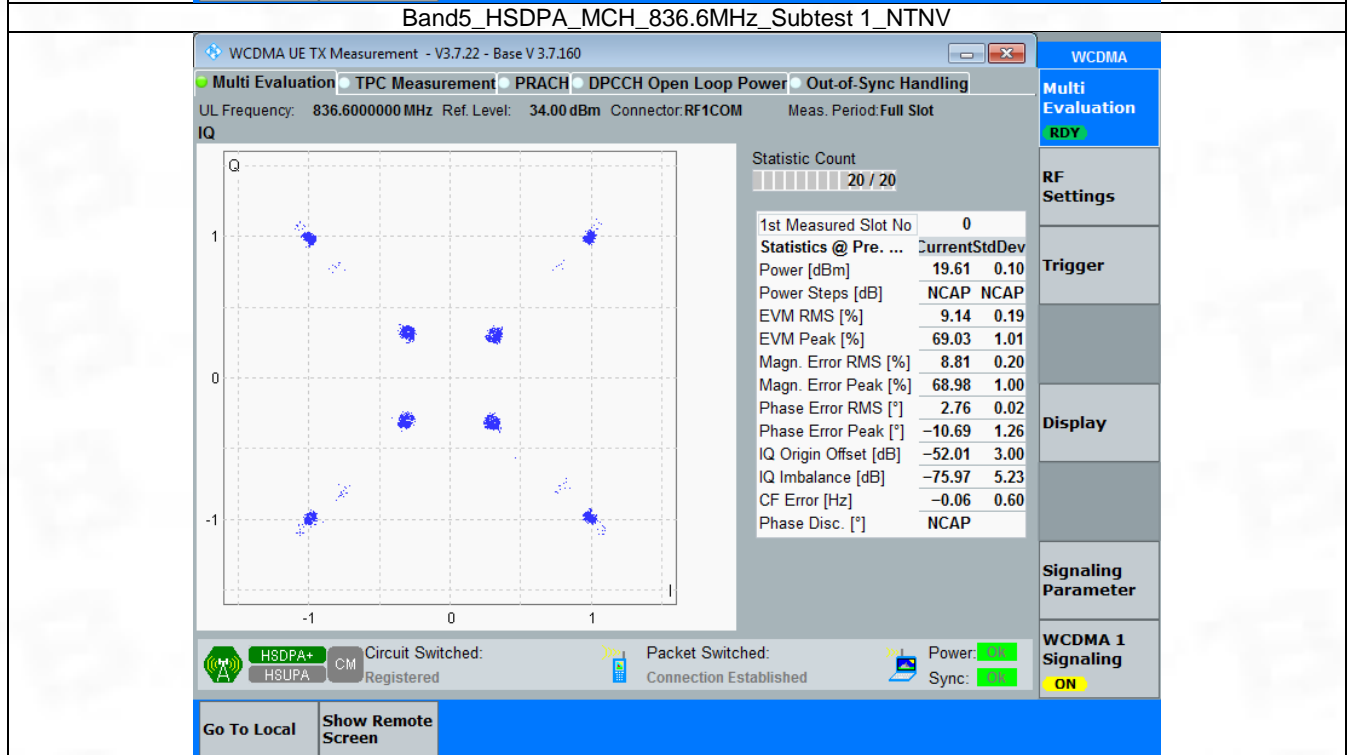 Band5_HSDPA_MCH_836.6MHz_Subtest 1_NTNV
WCDMA UE TX Measurement - V3.7.22 - Base V 3.7.160
WCDMA
Multi Evaluation TPC Measurement PRACH DPCCH Open Loop Power Out-of-Sync Handling
Multi
Evaluation
RDY
UL Frequency: 836.6000000 MHz Ref. Level: 34.00 dBm Connector: RF1COM Meas. Period: Full Slot
IQ
Q
1
0
-1
-1 0 1
I
Statistic Count
20 / 20
1st Measured Slot No 0
Statistics @ Pre. ... Current StdDev
Power [dBm] 19.61 0.10
Power Steps [dB] NCAP NCAP
EVM RMS [%] 9.14 0.19
EVM Peak [%] 69.03 1.01
Magn. Error RMS [%] 8.81 0.20
Magn. Error Peak [%] 68.98 1.00
Phase Error RMS [°] 2.76 0.02
Phase Error Peak [°] −10.69 1.26
IQ Origin Offset [dB] −52.01 3.00
IQ Imbalance [dB] −75.97 5.23
CF Error [Hz] −0.06 0.60
Phase Disc. [°] NCAP
RF
Settings
Trigger
Display
Signaling
Parameter
WCDMA 1
Signaling
ON
HSDPA+
HSUPA
CM
Circuit Switched:
Registered
Packet Switched:
Connection Established
Power: Ok
Sync: Ok
Go To Local
Show Remote
Screen